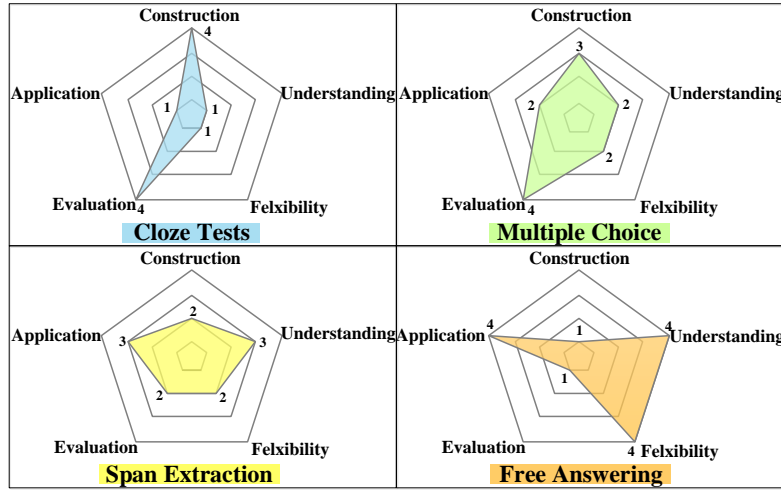 Construction
4
Application
Understanding
1
1
1
Evaluation
4
Felxibility
Cloze Tests
Construction
3
Application
Understanding
2
2
2
Evaluation
4
Felxibility
Multiple Choice
Construction
2
Application
Understanding
3
3
2
2
Evaluation
Felxibility
Span Extraction
Construction
4
1
4
Application
Understanding
1
Evaluation
4
Felxibility
Free Answering